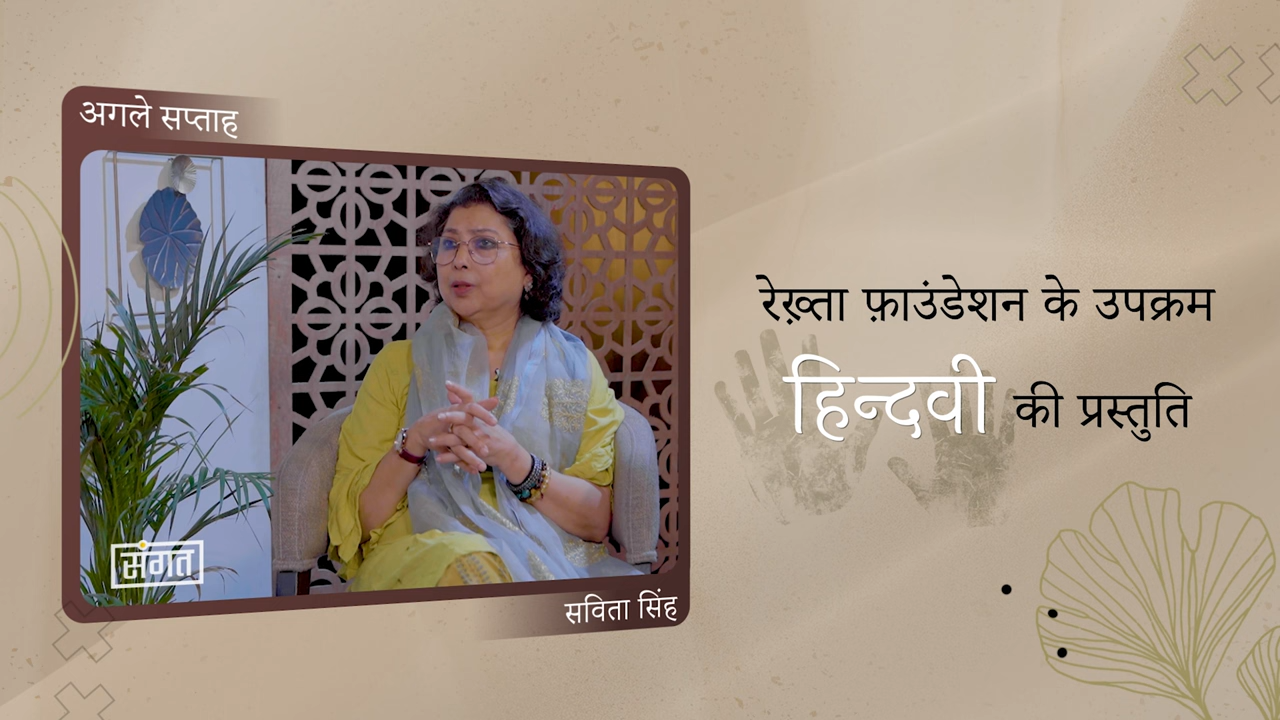 अगले सप्ताह
संगत
सविता सिंह
रेख़्ता फ़ाउंडेशन के उपक्रम
हिन्दवी की प्रस्तुति